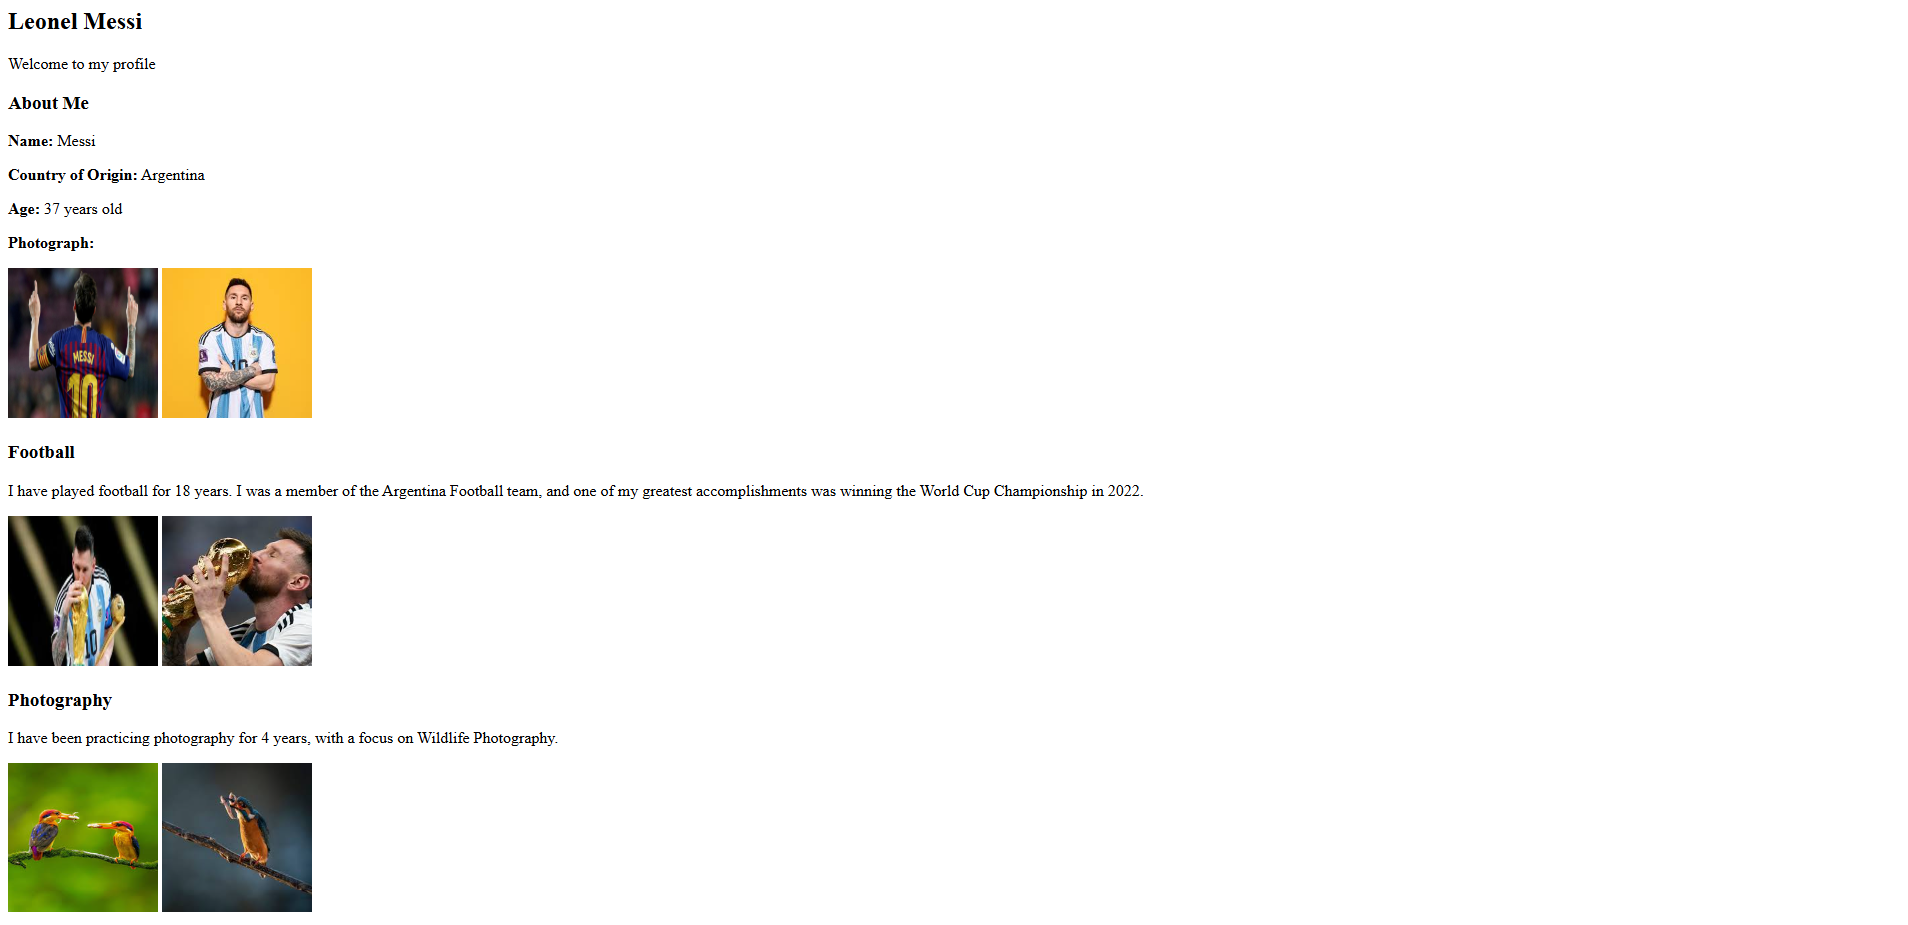 Leonel Messi
Welcome to my profile
About Me
Name: Messi
Country of Origin: Argentina
Age: 37 years old
Photograph:
MESSI
10
10
Football
I have played football for 18 years. I was a member of the Argentina Football team, and one of my greatest accomplishments was winning the World Cup Championship in 2022.
10
Photography
I have been practicing photography for 4 years, with a focus on Wildlife Photography.